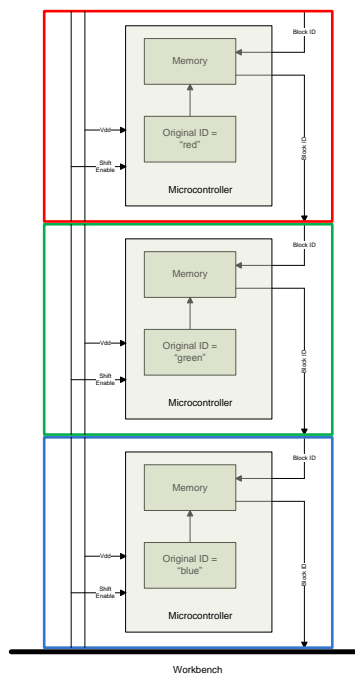 Block ID
Memory
Vdd
Original ID =
"red"
Block ID
Shift
Enable
Microcontroller
Block ID
Memory
Vdd
Original ID =
"green"
Block ID
Shift
Enable
Microcontroller
Block ID
Memory
Vdd
Original ID =
"blue"
Block ID
Shift
Enable
Microcontroller
Workbench